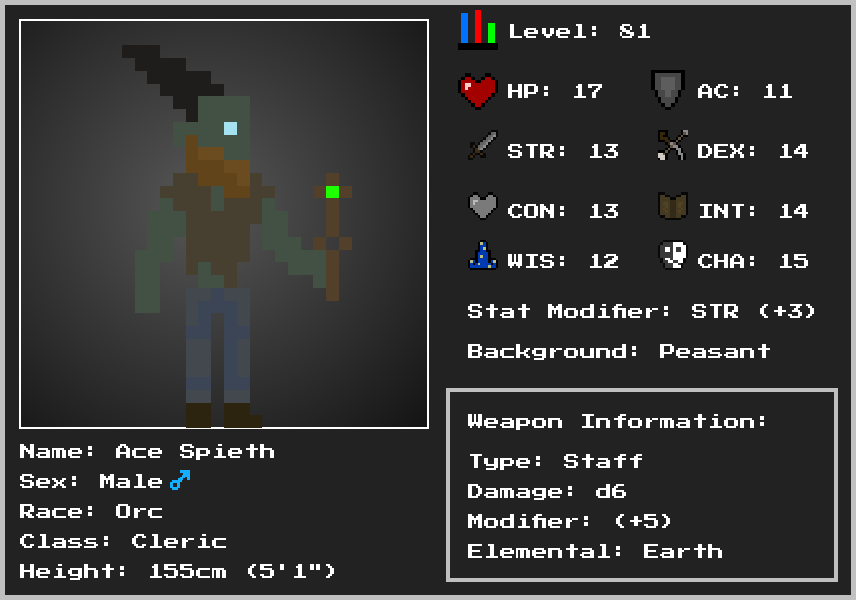 Level: 81
HP: 17 AC: 11
STR: 13 DEX: 14
CON: 13 INT: 14
WIS: 12 CHA: 15
Stat Modifier: STR (+3)
Background: Peasant
Weapon Information:
Type: Staff
Damage: d6
Modifier: (+5)
Elemental: Earth
Name: Ace Spieth
Sex: Male ♂
Race: Orc
Class: Cleric
Height: 155cm (5'1")